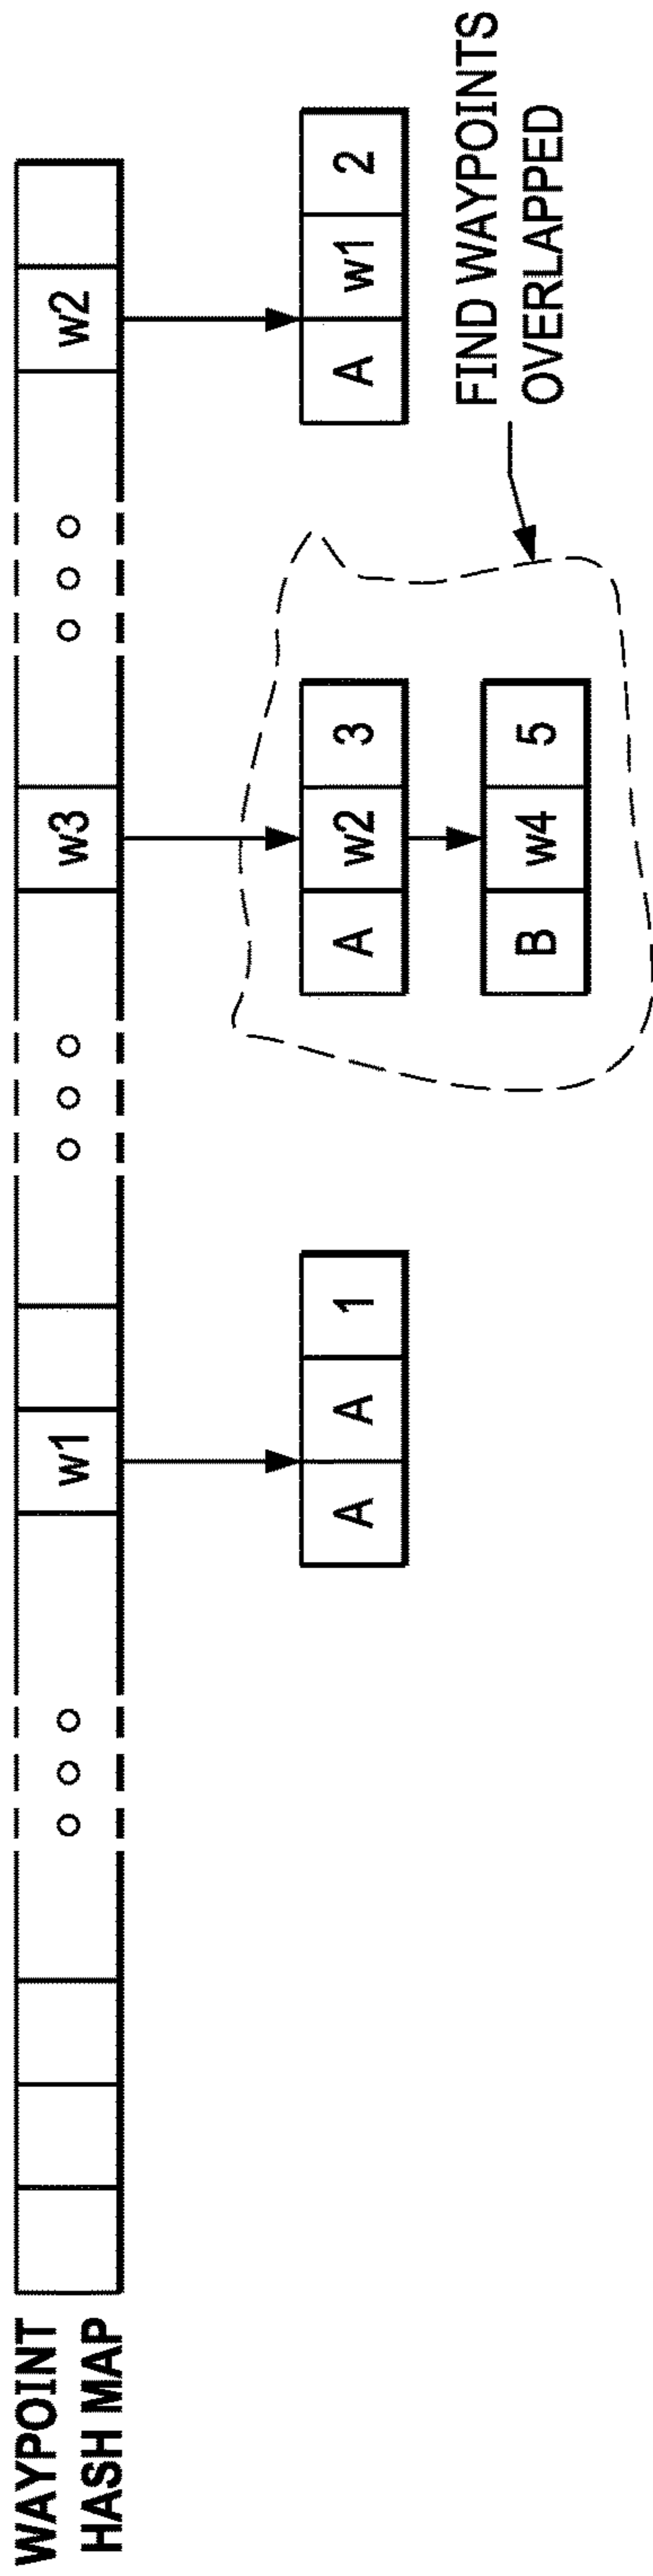 WAYPOINT
HASH MAP
w1 w3 w2
A A 1
A w2 3
A w1 2
B w4 5
FIND WAYPOINTS
OVERLAPPED